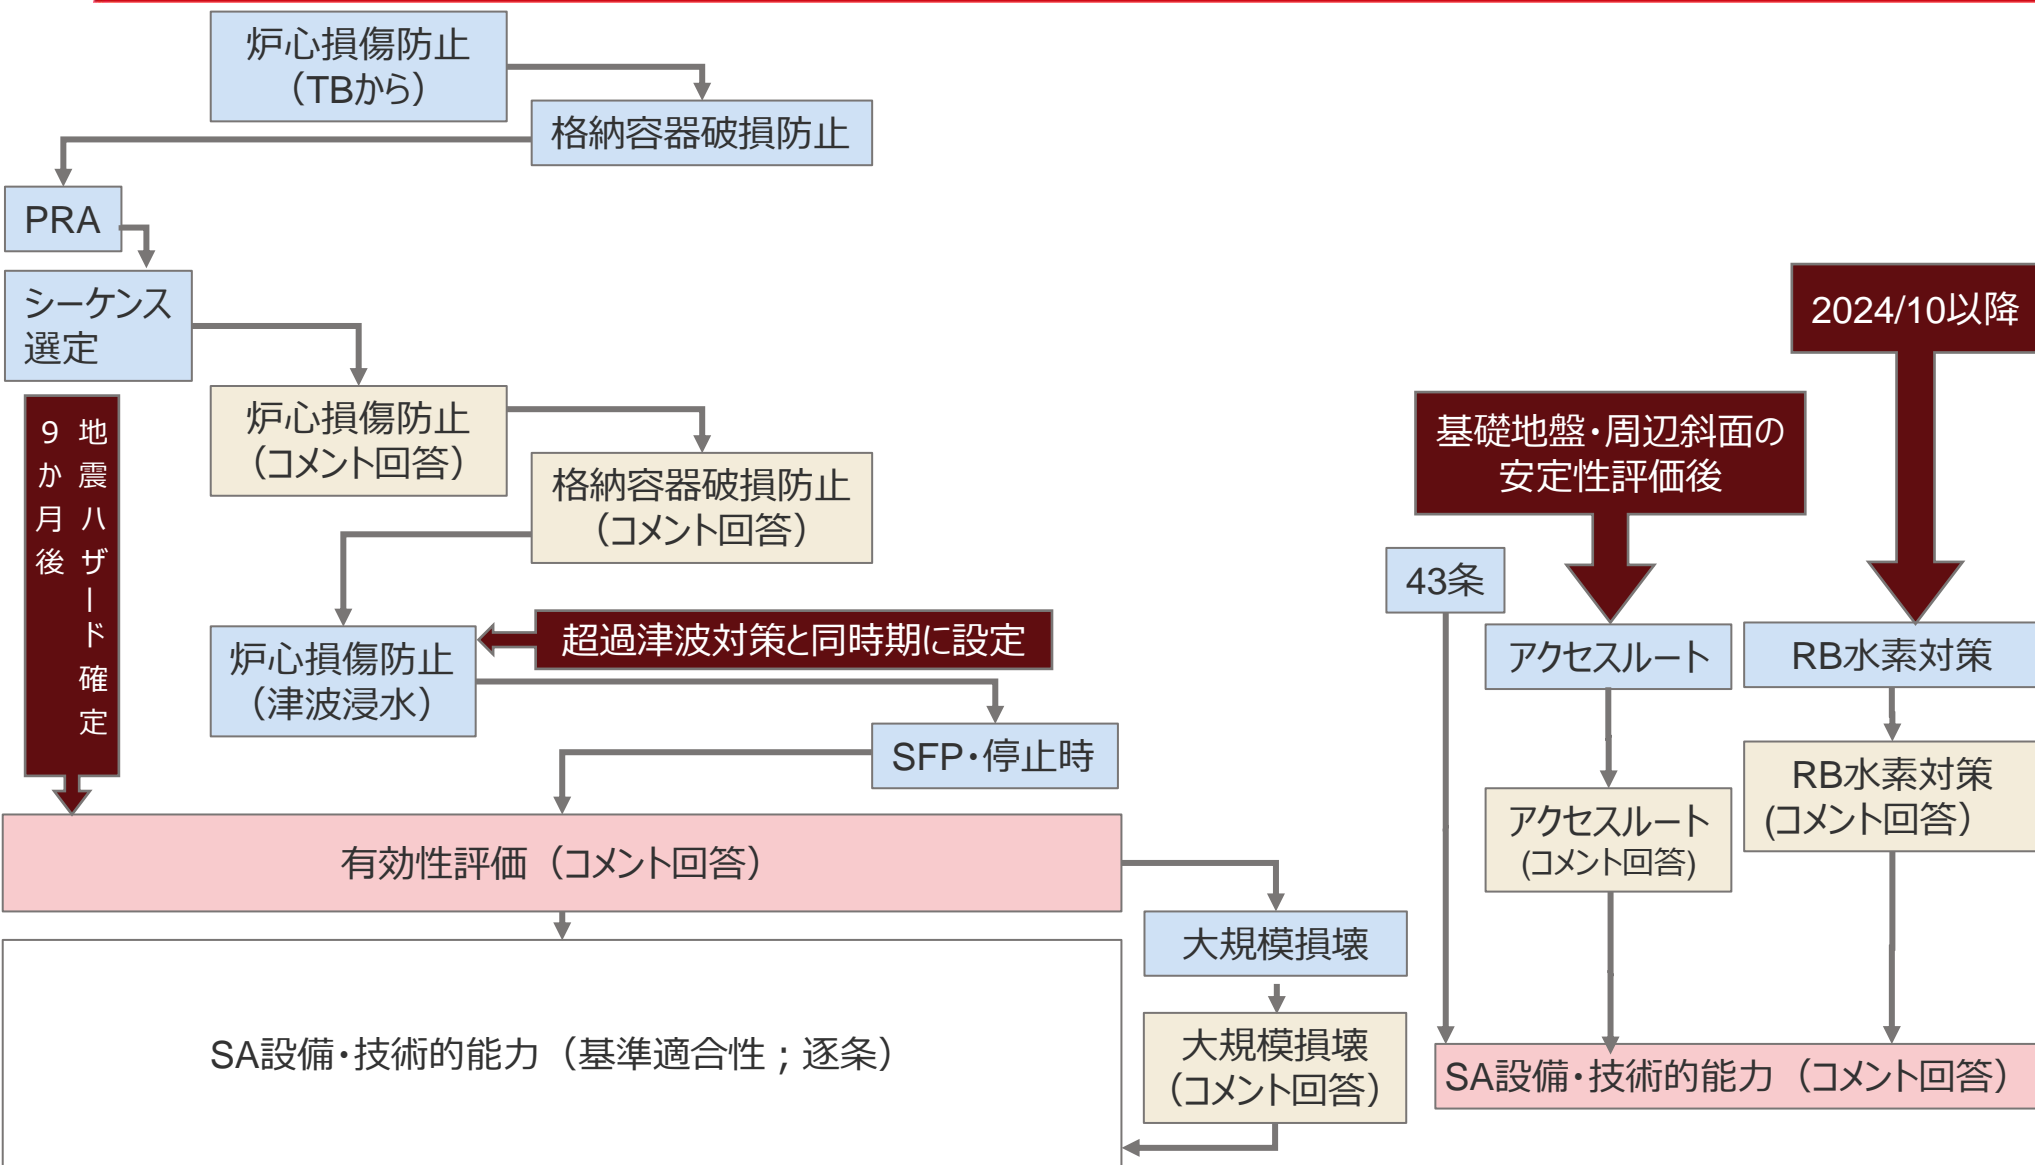 炉心損傷防止
（TBから）
格納容器破損防止
PRA
シーケンス
選定
地震ハザード確定
9か月後
炉心損傷防止
（コメント回答）
格納容器破損防止
（コメント回答）
炉心損傷防止
（津波浸水）
超過津波対策と同時期に設定
SFP・停止時
有効性評価（コメント回答）
大規模損壊
大規模損壊
（コメント回答）
SA設備・技術的能力（基準適合性；逐条）
2024/10以降
基礎地盤・周辺斜面の
安定性評価後
43条
アクセスルート
RB水素対策
アクセスルート
(コメント回答)
RB水素対策
(コメント回答）
SA設備・技術的能力（コメント回答）